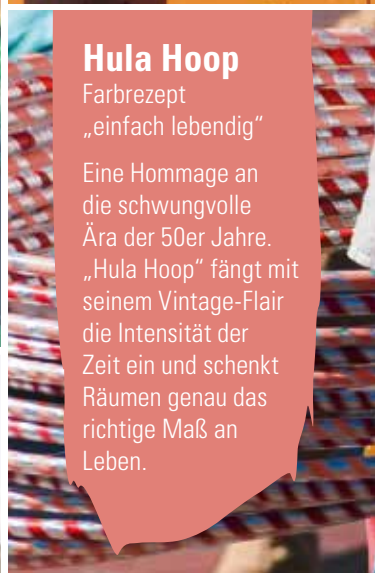 Hula Hoop
Farbrezept
„einfach lebendig“
Eine Hommage an
die schwungvolle
Ära der 50er Jahre.
„Hula Hoop“ fängt mit
seinem Vintage-Flair
die Intensität der
Zeit ein und schenkt
Räumen genau das
richtige Maß an
Leben.